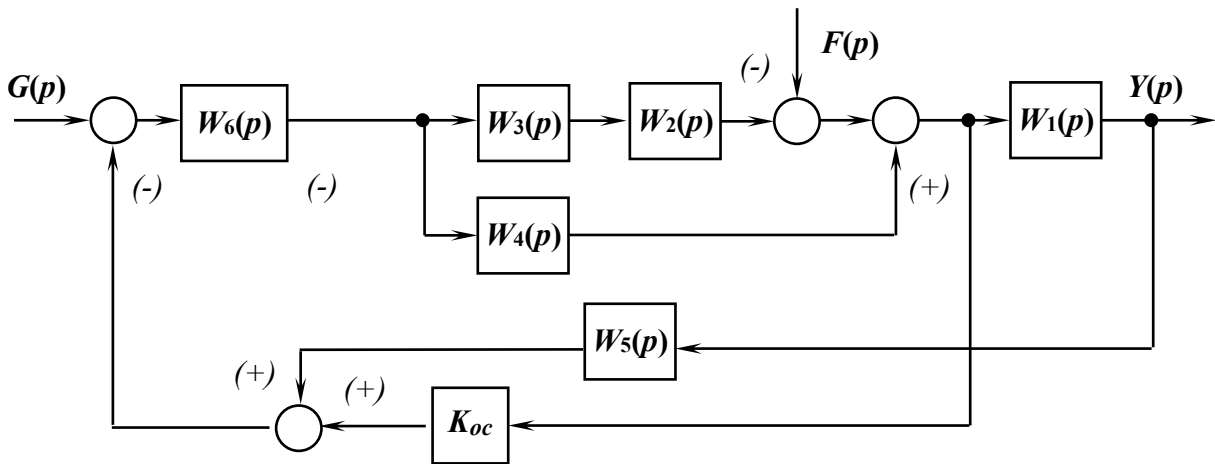 F(p)
(-)
G(p)
Y(p)
W6(p)
W3(p)
W2(p)
W1(p)
(-)
(-)
(+)
W4(p)
W5(p)
(+)
(+)
Koc